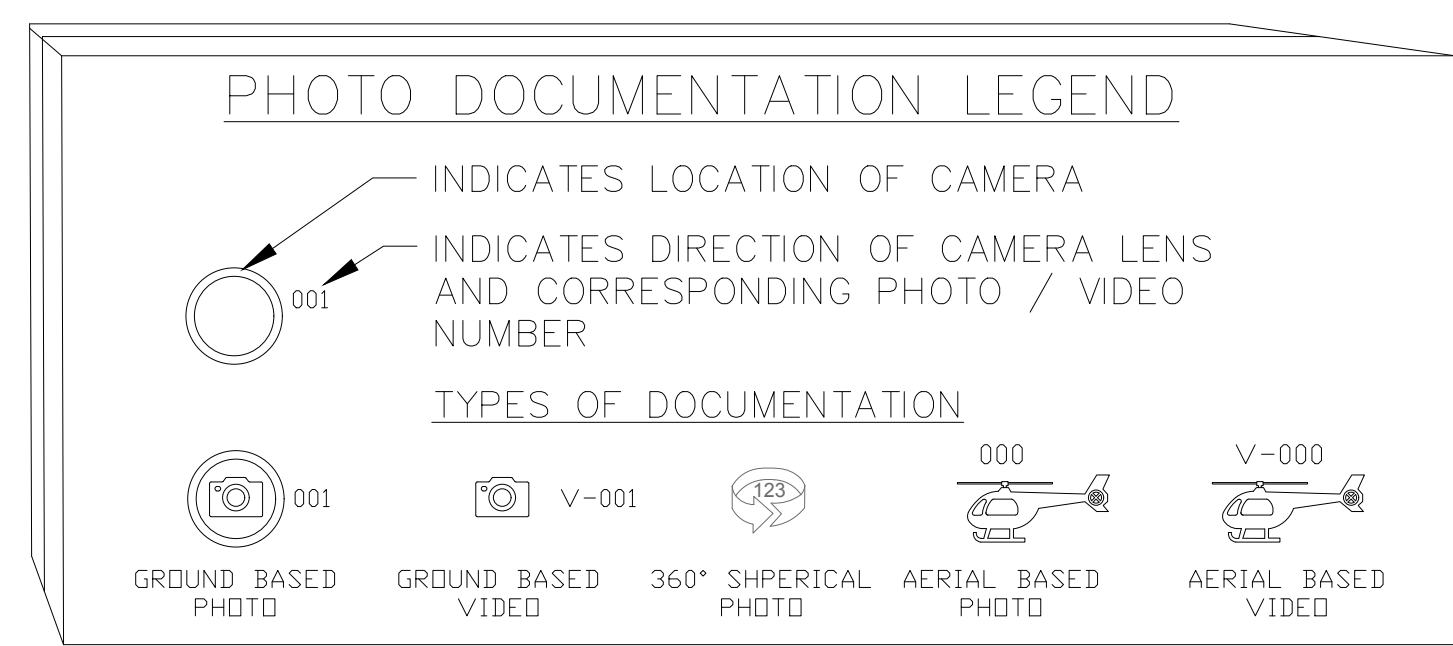 PHOTO DOCUMENTATION LEGEND
INDICATES LOCATION OF CAMERA
INDICATES DIRECTION OF CAMERA LENS
AND CORRESPONDING PHOTO / VIDEO
NUMBER
001
TYPES OF DOCUMENTATION
001
V-001
123
000
V-000
GROUND BASED
PHOTO
GROUND BASED
VIDEO
360° SHPERICAL
PHOTO
AERIAL BASED
PHOTO
AERIAL BASED
VIDEO